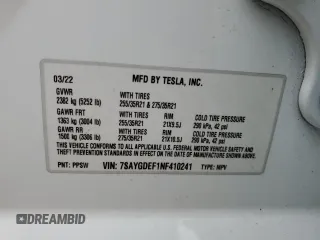 03/22 MFD BY TESLA, INC.
GVWR WITH TIRES
2382 kg (5252 lb) 255/35R21 & 275/35R21
GAWR FRT WITH TIRES RIM COLD TIRE PRESSURE
1363 kg (3004 lb) 255/35R21 21X9.5J 290 kPa, 42 psi
GAWR RR WITH TIRES RIM COLD TIRE PRESSURE
1500 kg (3306 lb) 275/35R21 21X10.5J 290 kPa, 42 psi
THIS VEHICLE CONFORMS TO ALL APPLICABLE U.S. FEDERAL MOTOR VEHICLE
SAFETY AND THEFT PREVENTION STANDARDS IN EFFECT ON THE DATE OF
MANUFACTURE SHOWN ABOVE.
PNT: PPSW VIN: 7SAYGDEF1NF410241 TYPE: MPV
DREAMBID